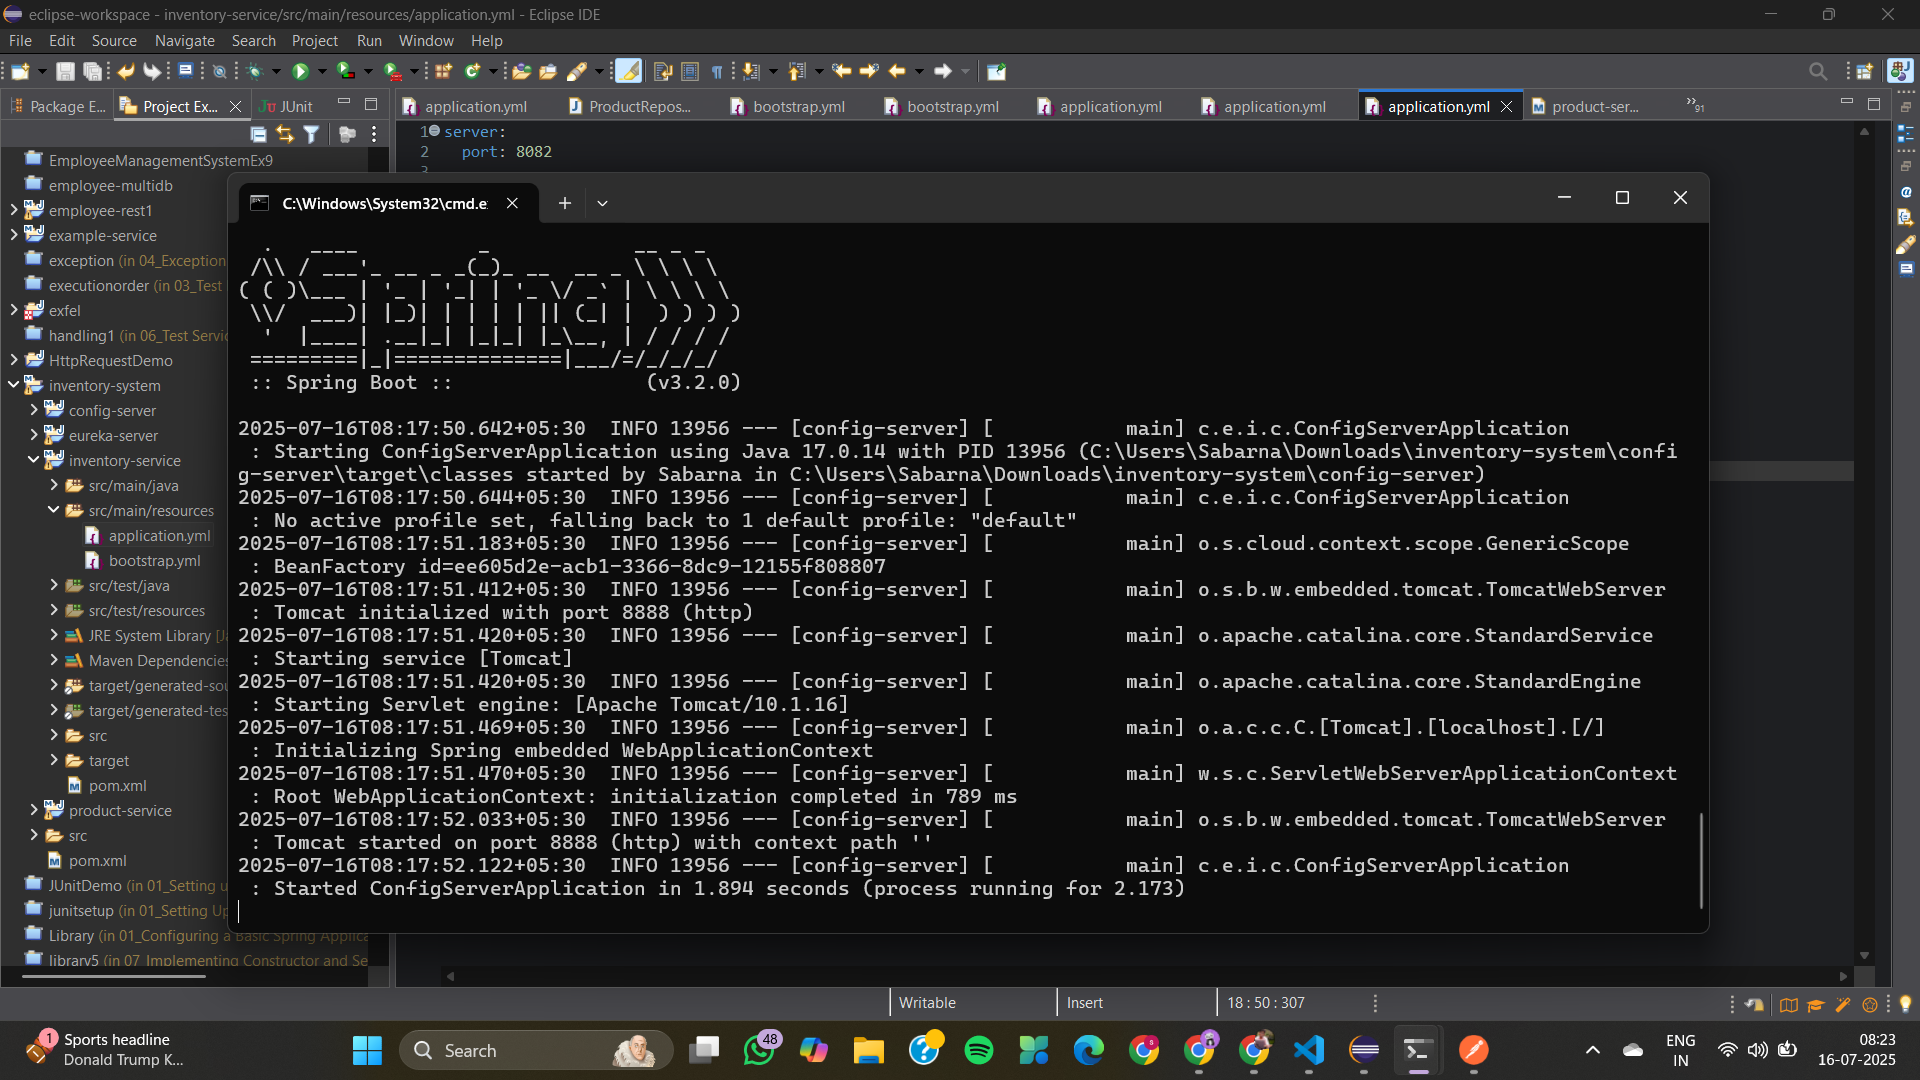 eclipse-workspace - inventory-service/src/main/resources/application.yml - Eclipse IDE
File Edit Source Navigate Search Project Run Window Help
Package E... Project Ex... JUnit
application.yml ProductRepos... bootstrap.yml bootstrap.yml application.yml application.yml application.yml product-ser... 91
1 server:
2 port: 8082
3
EmployeeManagementSystemEx9
employee-multidb
employee-rest1
example-service
exception (in 04_Exception
executionorder (in 03_Test
exfel
handling1 (in 06_Test Servic
HttpRequestDemo
inventory-system
config-server
eureka-server
inventory-service
src/main/java
src/main/resources
application.yml
bootstrap.yml
src/test/java
src/test/resources
JRE System Library [Ja
Maven Dependencies
target/generated-sou
target/generated-tes
src
target
pom.xml
product-service
src
pom.xml
JUnitDemo (in 01_Setting u
junitsetup (in 01_Setting Up
Library (in 01_Configuring a Basic Spring Applica
library5 (in 07_Implementing Constructor and Se
C:\Windows\System32\cmd.e
:: Spring Boot :: (v3.2.0)
2025-07-16T08:17:50.642+05:30 INFO 13956 --- [config-server] [ main] c.e.i.c.ConfigServerApplication
: Starting ConfigServerApplication using Java 17.0.14 with PID 13956 (C:\Users\Sabarna\Downloads\inventory-system\confi
g-server\target\classes started by Sabarna in C:\Users\Sabarna\Downloads\inventory-system\config-server)
2025-07-16T08:17:50.644+05:30 INFO 13956 --- [config-server] [ main] c.e.i.c.ConfigServerApplication
: No active profile set, falling back to 1 default profile: "default"
2025-07-16T08:17:51.183+05:30 INFO 13956 --- [config-server] [ main] o.s.cloud.context.scope.GenericScope
: BeanFactory id=ee605d2e-acb1-3366-8dc9-12155f808807
2025-07-16T08:17:51.412+05:30 INFO 13956 --- [config-server] [ main] o.s.b.w.embedded.tomcat.TomcatWebServer
: Tomcat initialized with port 8888 (http)
2025-07-16T08:17:51.420+05:30 INFO 13956 --- [config-server] [ main] o.apache.catalina.core.StandardService
: Starting service [Tomcat]
2025-07-16T08:17:51.420+05:30 INFO 13956 --- [config-server] [ main] o.apache.catalina.core.StandardEngine
: Starting Servlet engine: [Apache Tomcat/10.1.16]
2025-07-16T08:17:51.469+05:30 INFO 13956 --- [config-server] [ main] o.a.c.c.C.[Tomcat].[localhost].[/]
: Initializing Spring embedded WebApplicationContext
2025-07-16T08:17:51.470+05:30 INFO 13956 --- [config-server] [ main] w.s.c.ServletWebServerApplicationContext
: Root WebApplicationContext: initialization completed in 789 ms
2025-07-16T08:17:52.033+05:30 INFO 13956 --- [config-server] [ main] o.s.b.w.embedded.tomcat.TomcatWebServer
: Tomcat started on port 8888 (http) with context path ''
2025-07-16T08:17:52.122+05:30 INFO 13956 --- [config-server] [ main] c.e.i.c.ConfigServerApplication
: Started ConfigServerApplication in 1.894 seconds (process running for 2.173)
Writable Insert 18 : 50 : 307
1 Sports headline
Donald Trump K...
Search
48
ENG
IN
08:23
16-07-2025